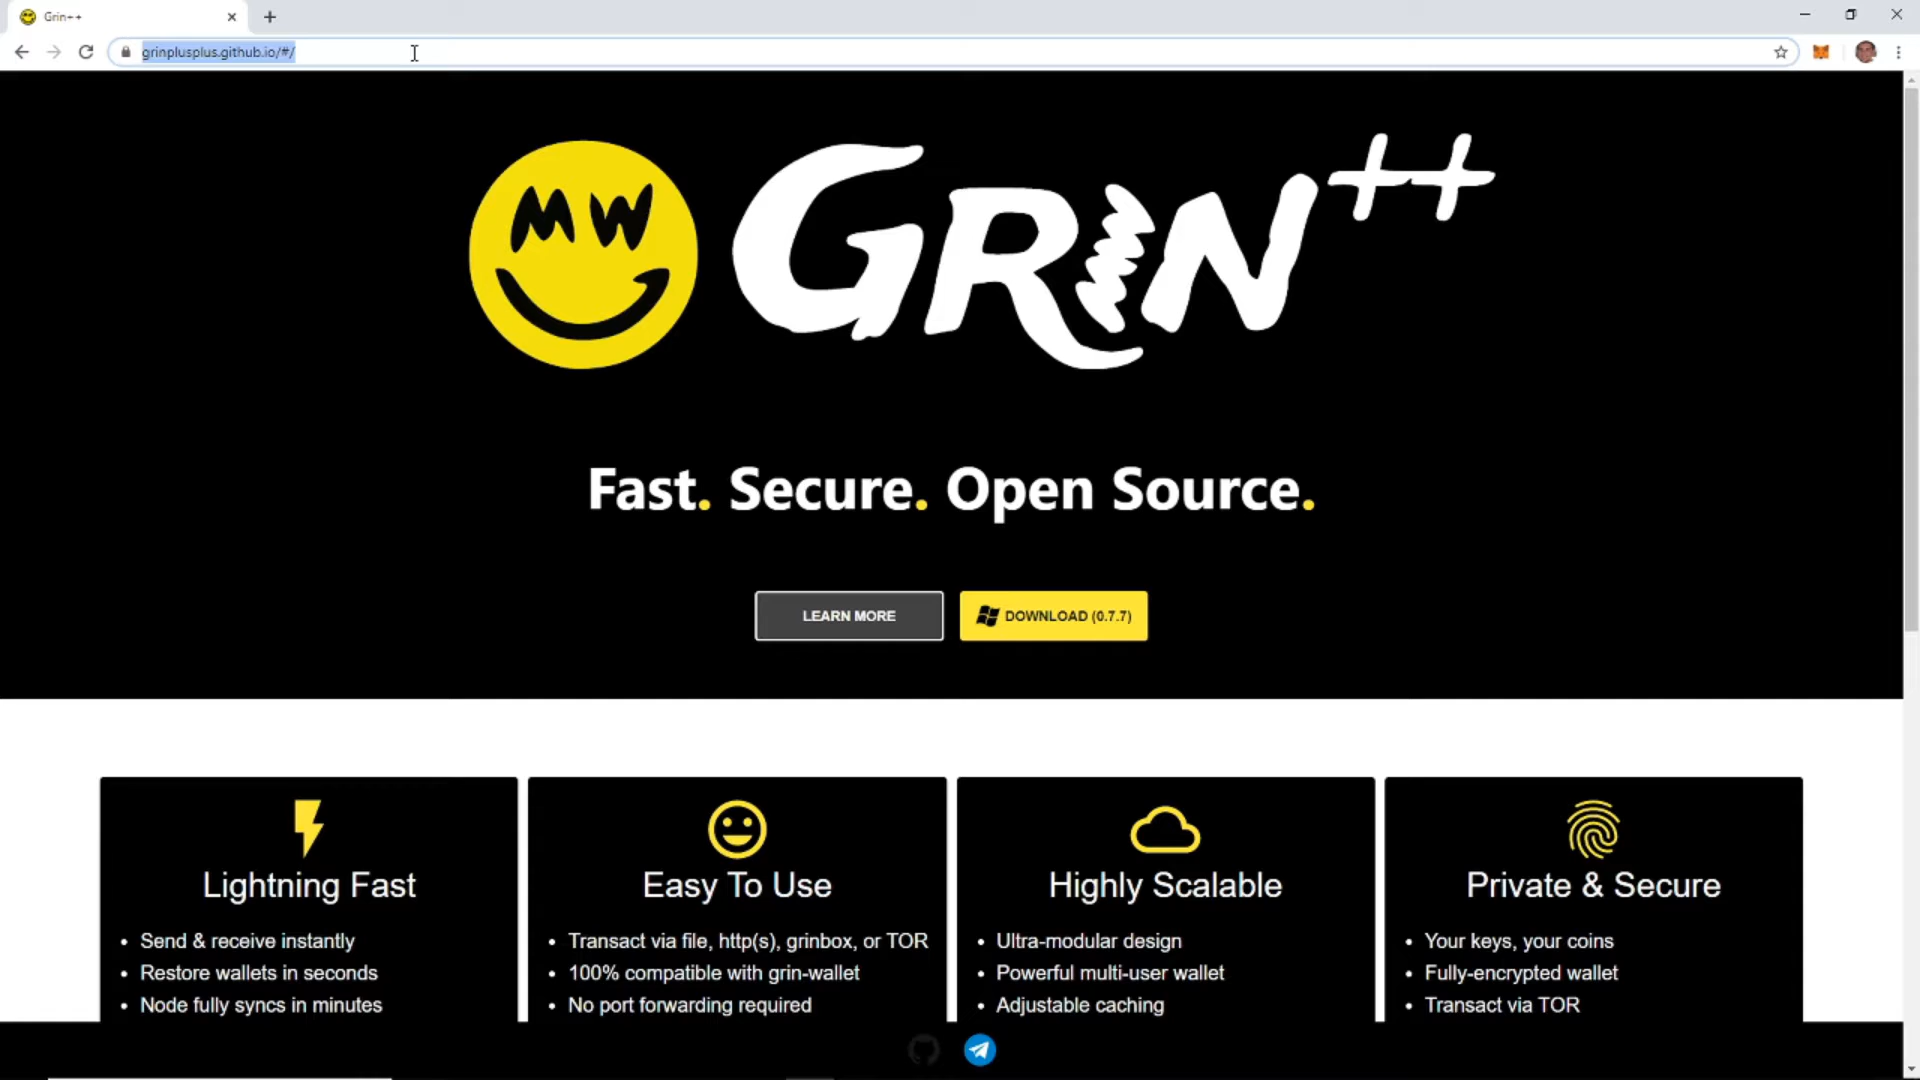 Grin++
grinplusplus.github.io/#/
MW
GRIN++
Fast. Secure. Open Source.
LEARN MORE
DOWNLOAD (0.7.7)
Lightning Fast
• Send & receive instantly
• Restore wallets in seconds
• Node fully syncs in minutes
Easy To Use
• Transact via file, http(s), grinbox, or TOR
• 100% compatible with grin-wallet
• No port forwarding required
Highly Scalable
• Ultra-modular design
• Powerful multi-user wallet
• Adjustable caching
Private & Secure
• Your keys, your coins
• Fully-encrypted wallet
• Transact via TOR